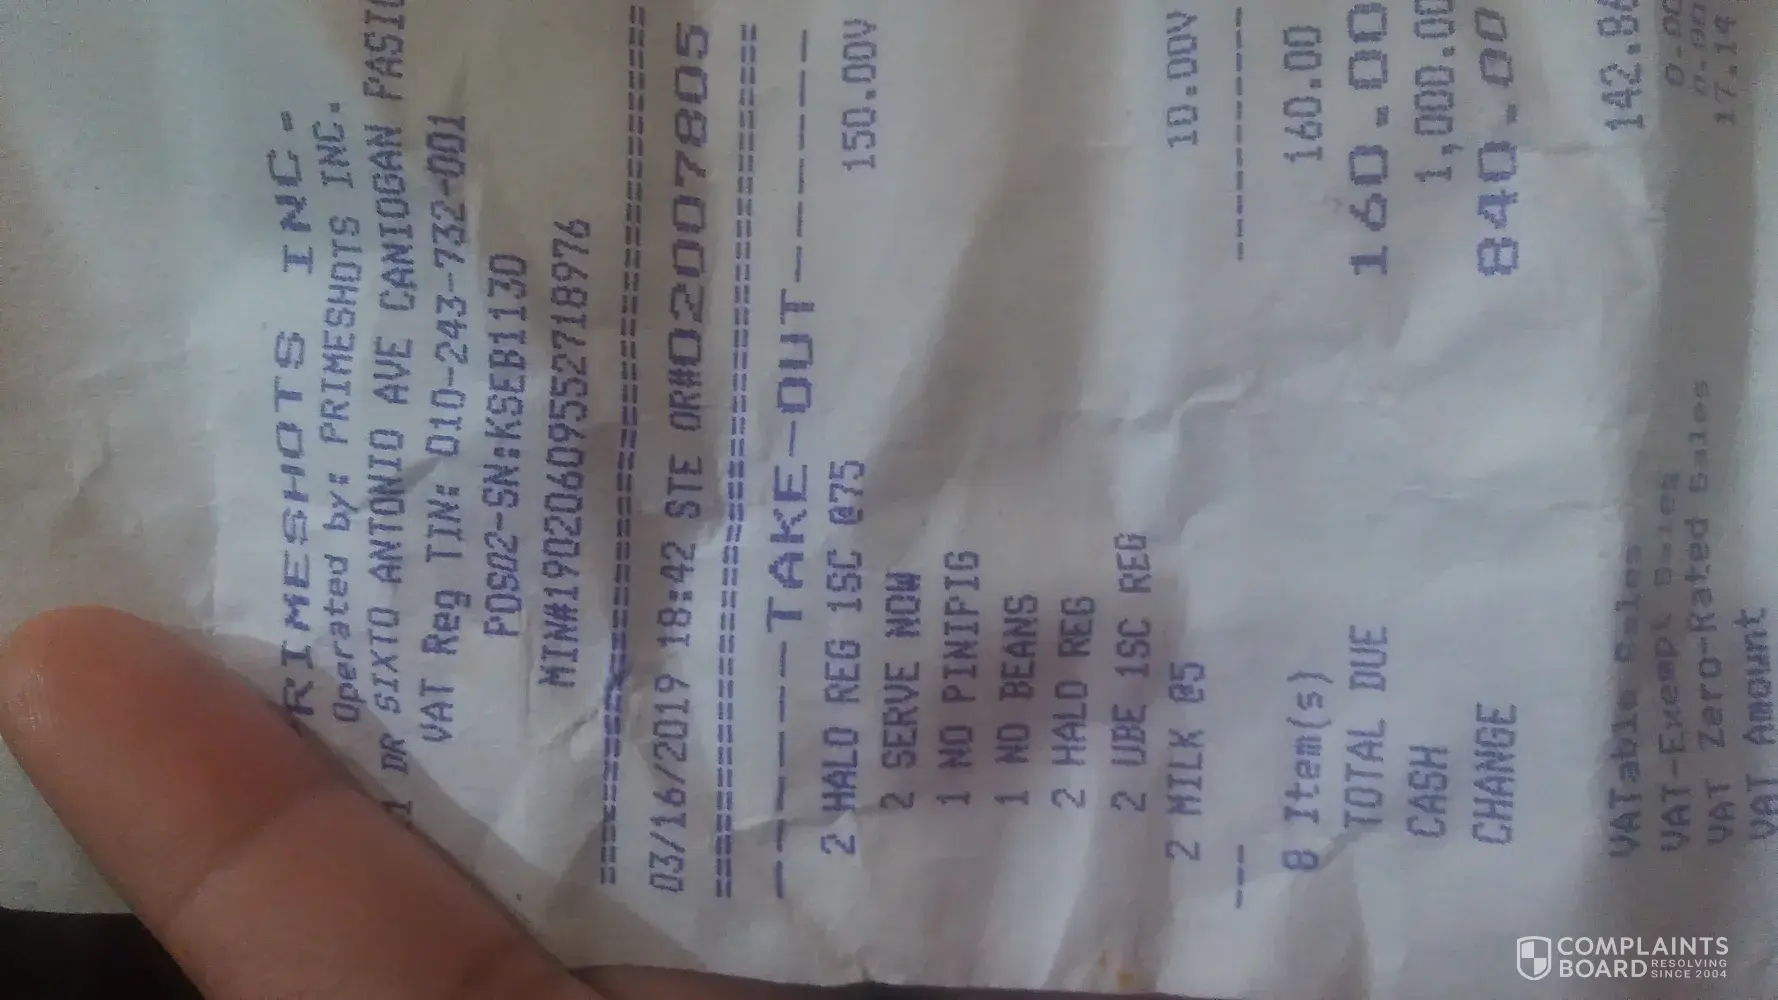 RIMESHOTS INC.
Operated by: PRIMESHOTS INC.
1 DR SIXTO ANTONIO AVE CANIOGAN PASIG
VAT Reg TIN: 010-243-732-001
POS02-SN:KSEB1130
MIN#19020609552718976
==========================================
03/16/2019 18:42 STE OR#02007805
==========================================
------TAKE-OUT------
2 HALO REG 1SC @75 150.00V
2 SERVE NOW
1 NO PINIPIG
1 NO BEANS
2 HALO REG
2 UBE 1SC REG
2 MILK @5 10.00V
--- ------------
8 Item(s) 160.00
TOTAL DUE 160.00
CASH 1,000.00
CHANGE 840.00
VATable Sales 142.86
VAT-Exempt Sales 0.00
VAT Zero-Rated Sales 0.00
VAT Amount 17.14
COMPLAINTS
BOARD RESOLVING
SINCE 2004